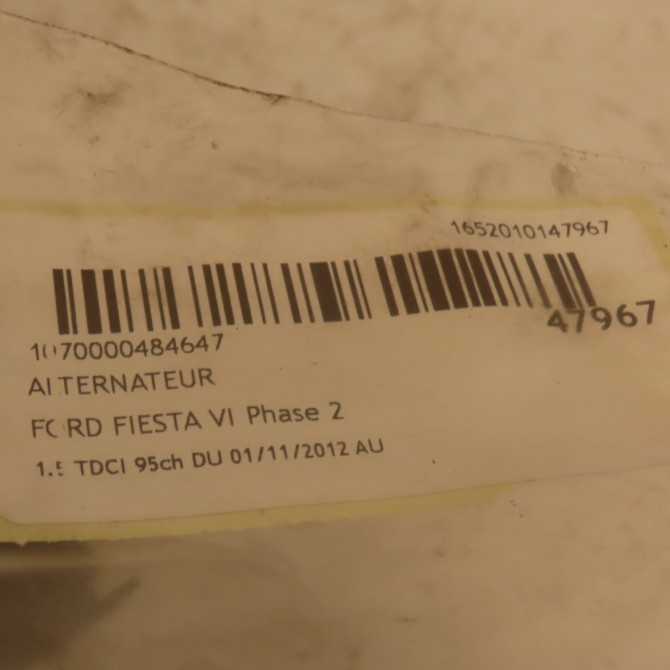 1652010147967
47967
1070000484647
ALTERNATEUR
FORD FIESTA VI Phase 2
1.5 TDCI 95ch DU 01/11/2012 AU